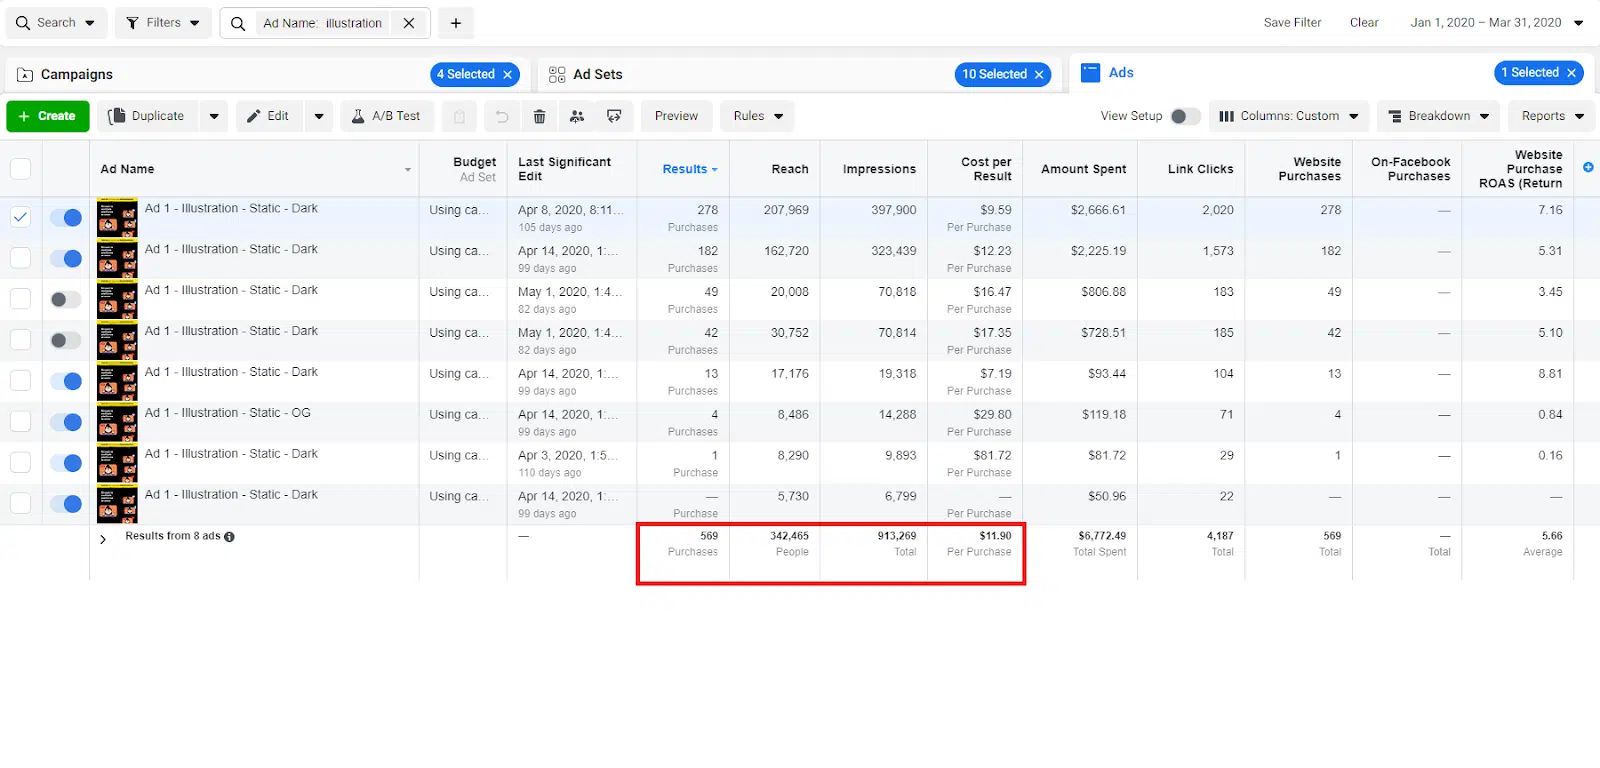 Search Filters Ad Name: illustration Save Filter Clear Jan 1, 2020 – Mar 31, 2020
Campaigns 4 Selected Ad Sets 10 Selected Ads 1 Selected
Create Duplicate Edit A/B Test Preview Rules View Setup Columns: Custom Breakdown Reports
Ad Name Budget Ad Set Last Significant Edit Results Reach Impressions Cost per Result Amount Spent Link Clicks Website Purchases On-Facebook Purchases Website Purchase ROAS (Return
Ad 1 - Illustration - Static - Dark Using ca... Apr 8, 2020, 8:11... 278 207,969 397,900 $9.59 $2,666.61 2,020 278 — 7.16
105 days ago Purchases Per Purchase
Ad 1 - Illustration - Static - Dark Using ca... Apr 14, 2020, 1:... 182 162,720 323,439 $12.23 $2,225.19 1,573 182 — 5.31
99 days ago Purchases Per Purchase
Ad 1 - Illustration - Static - Dark Using ca... May 1, 2020, 1:4... 49 20,008 70,818 $16.47 $806.88 183 49 — 3.45
82 days ago Purchases Per Purchase
Ad 1 - Illustration - Static - Dark Using ca... May 1, 2020, 1:4... 42 30,752 70,814 $17.35 $728.51 185 42 — 5.10
82 days ago Purchases Per Purchase
Ad 1 - Illustration - Static - Dark Using ca... Apr 14, 2020, 1:... 13 17,176 19,318 $7.19 $93.44 104 13 — 8.81
99 days ago Purchases Per Purchase
Ad 1 - Illustration - Static - OG Using ca... Apr 14, 2020, 1:... 4 8,486 14,288 $29.80 $119.18 71 4 — 0.84
99 days ago Purchases Per Purchase
Ad 1 - Illustration - Static - Dark Using ca... Apr 3, 2020, 1:5... 1 8,290 9,893 $81.72 $81.72 29 1 — 0.16
110 days ago Purchase Per Purchase
Ad 1 - Illustration - Static - Dark Using ca... Apr 14, 2020, 1:... — 5,730 6,799 — $50.96 22 — — —
99 days ago Purchase Per Purchase
Results from 8 ads — 569 342,465 913,269 $11.90 $6,772.49 4,187 569 — 5.66
Purchases People Total Per Purchase Total Spent Total Total Total Average